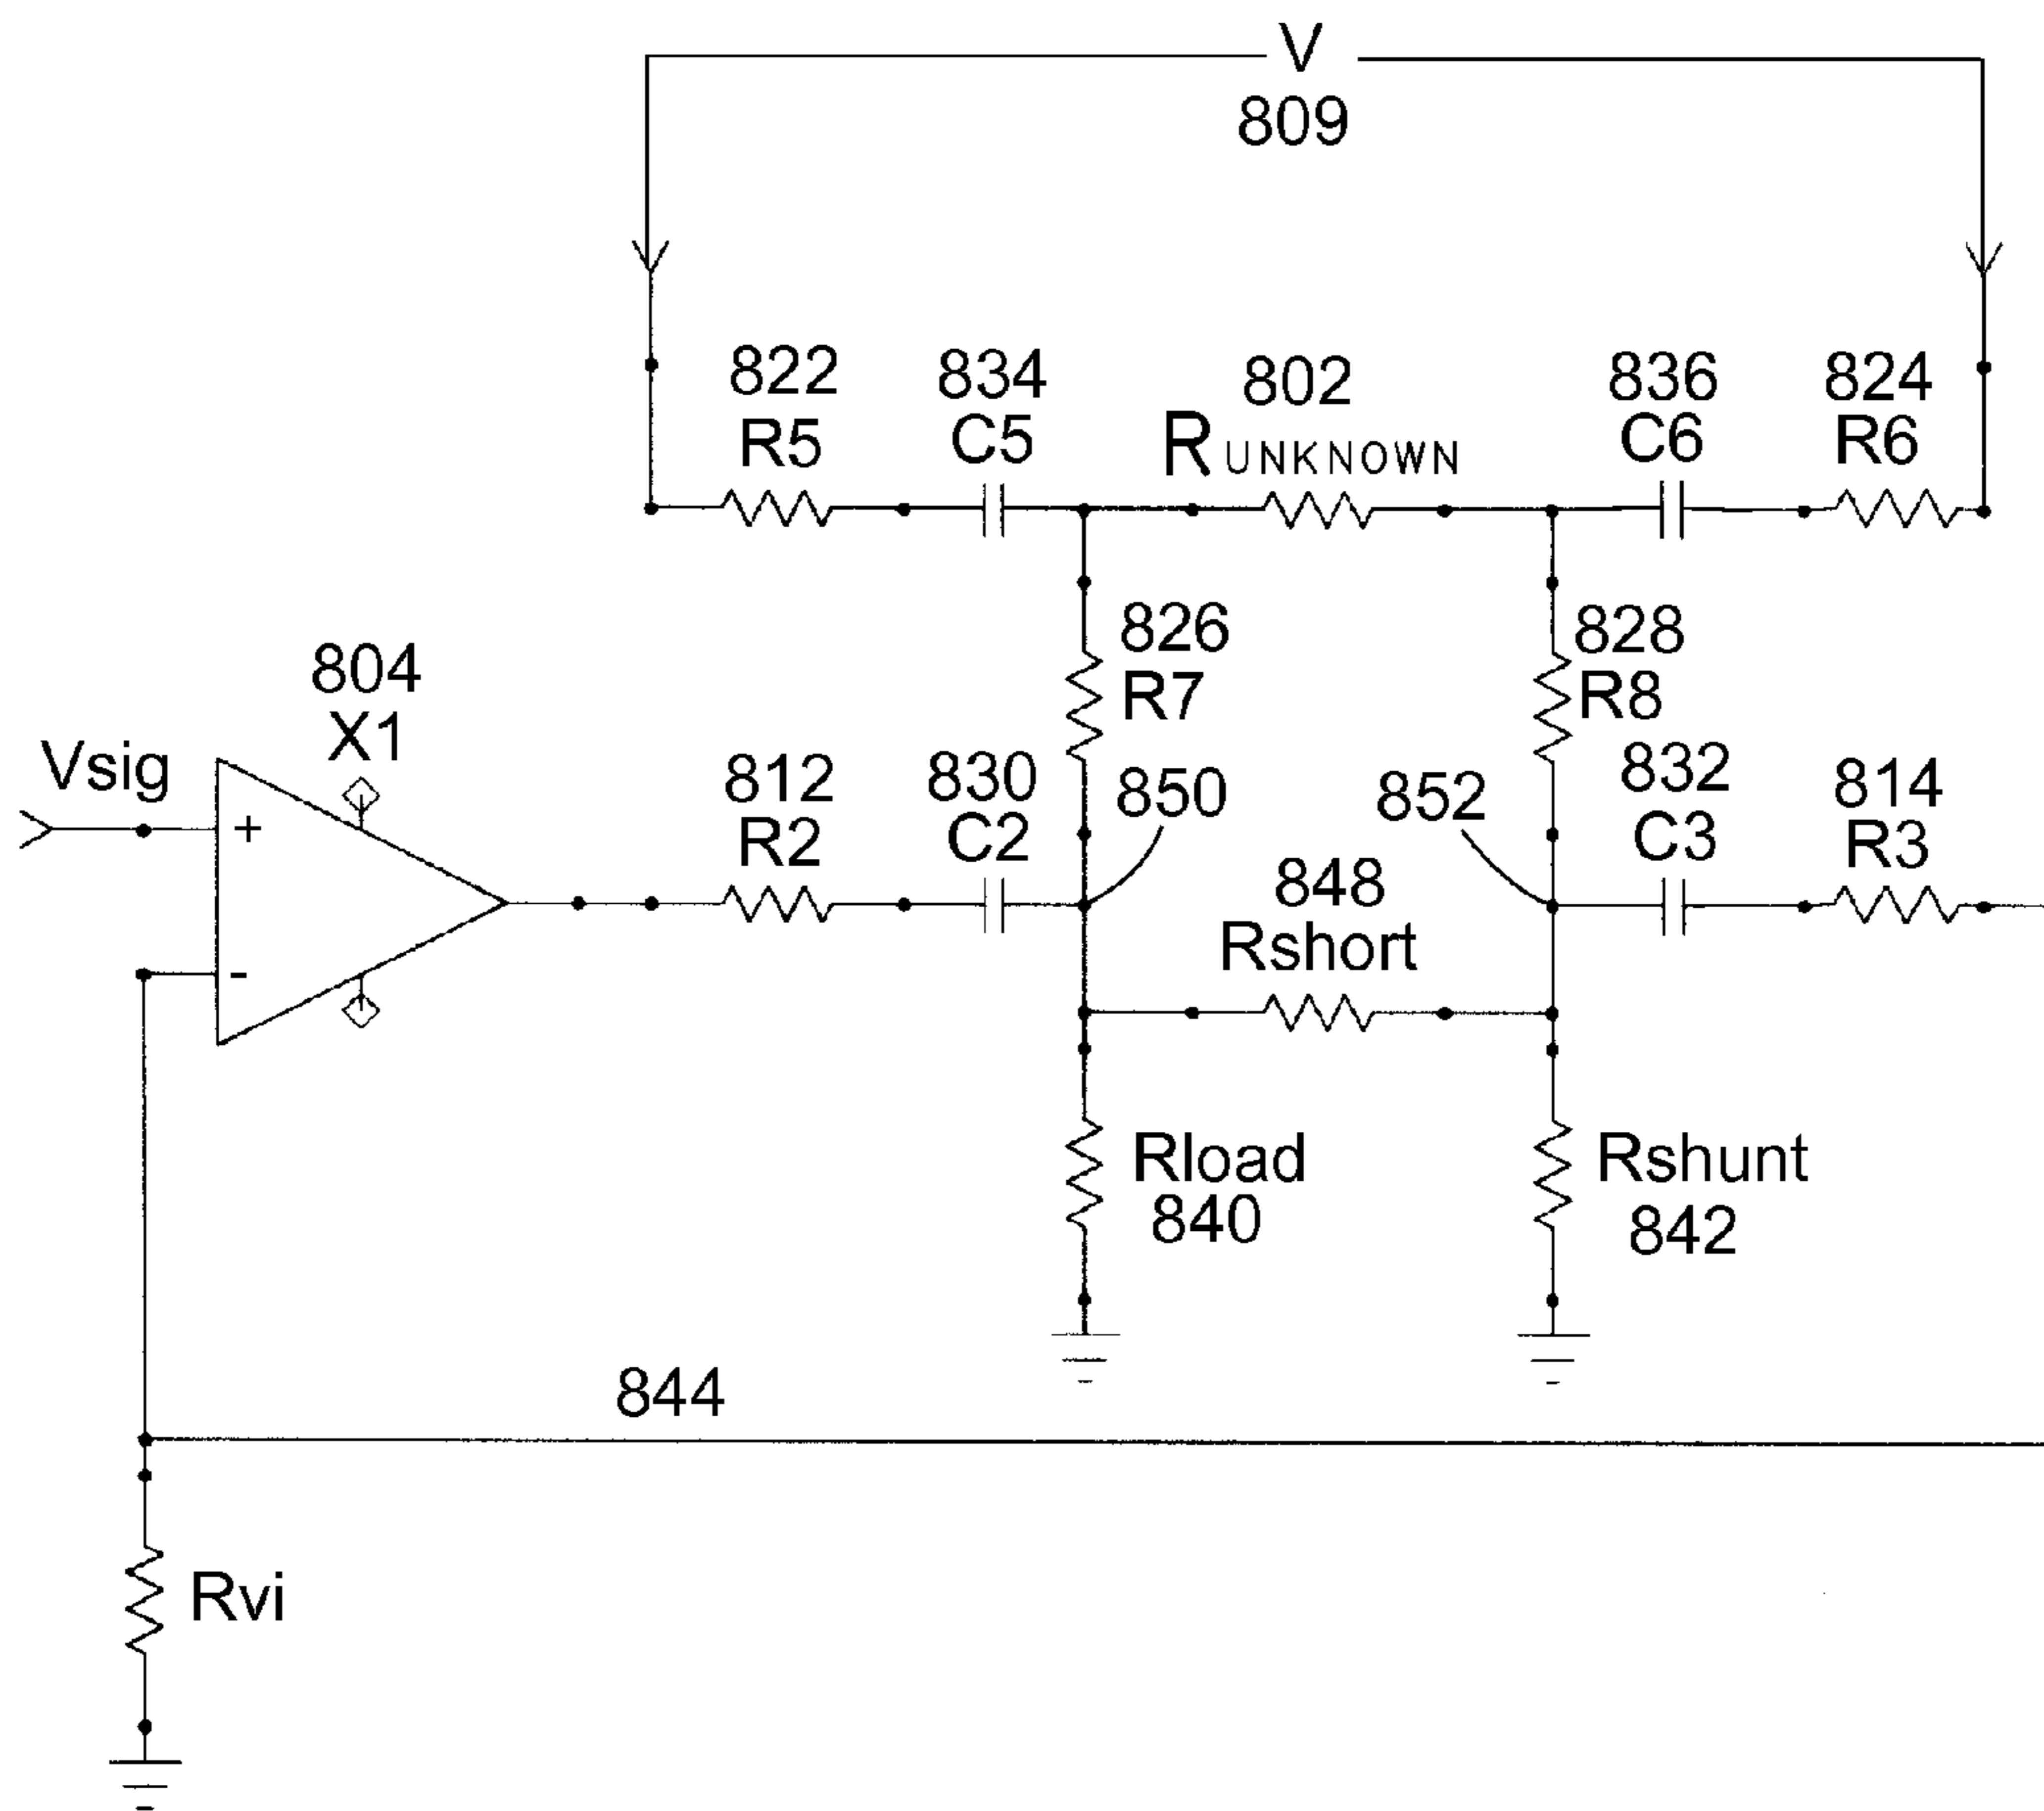 V
809
822
R5
834
C5
802
RUNKNOWN
836
C6
824
R6
826
R7
828
R8
804
X1
Vsig
+
-
812
R2
830
C2
850
852
832
C3
814
R3
848
Rshort
Rload
840
Rshunt
842
844
Rvi